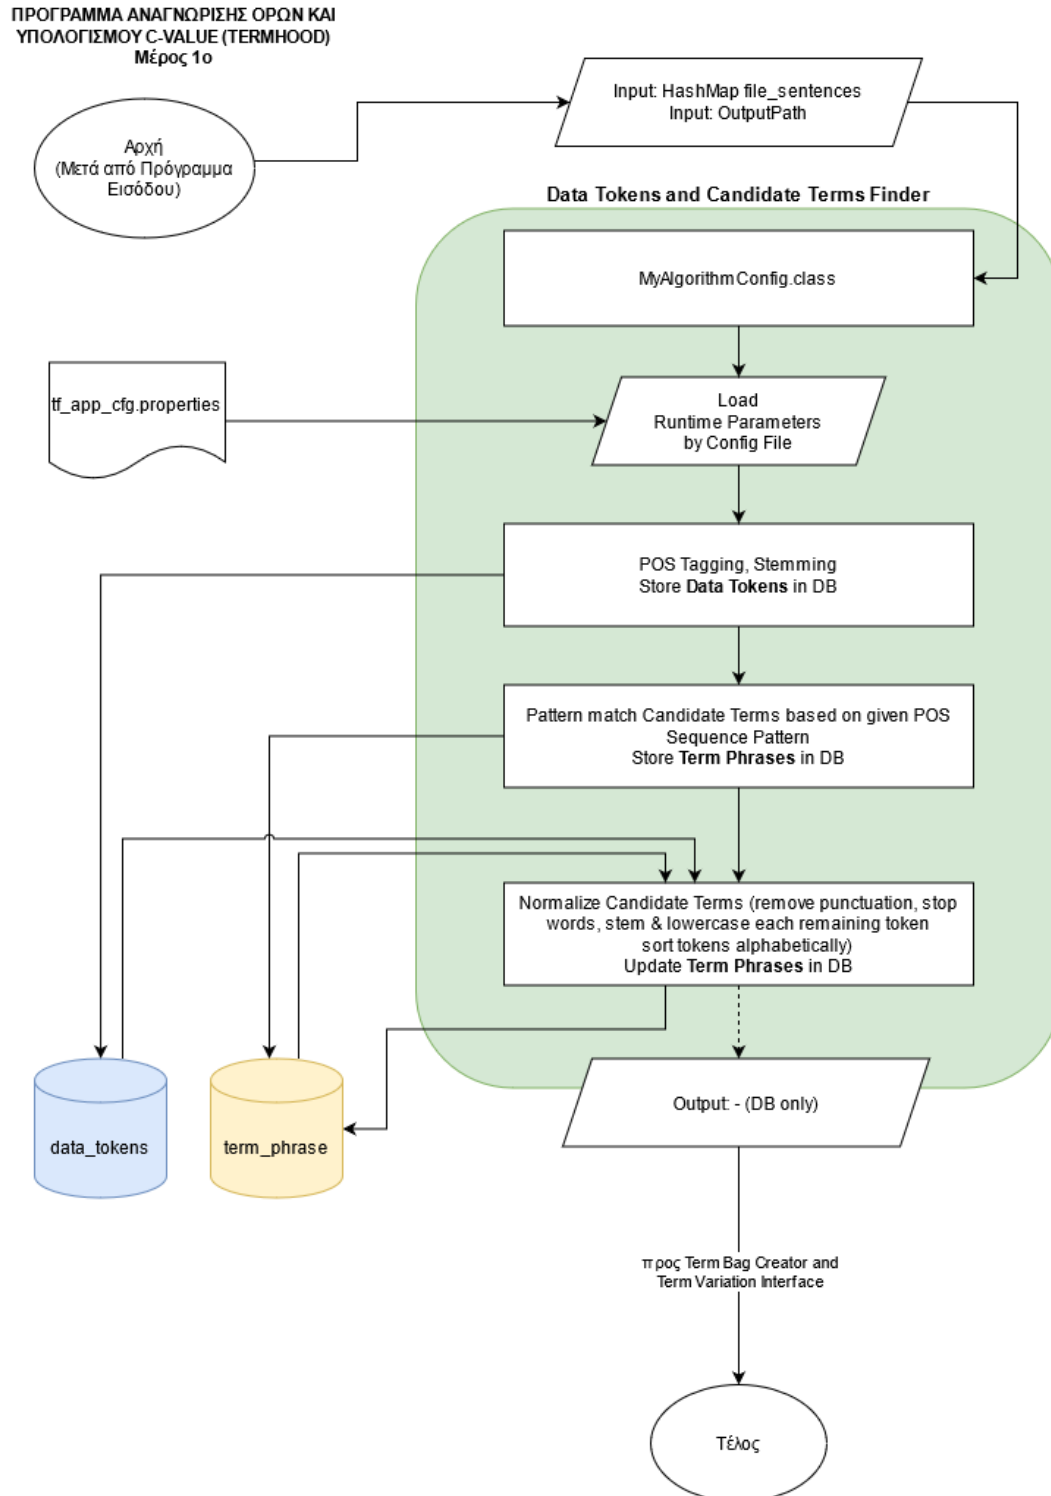 ΠΡΟΓΡΑΜΜΑ ΑΝΑΓΝΩΡΙΣΗΣ ΟΡΩΝ ΚΑΙ
ΥΠΟΛΟΓΙΣΜΟΥ C-VALUE (TERMHOOD)
Μέρος 1ο
Input: HashMap file_sentences
Input: OutputPath
Αρχή
(Μετά από Πρόγραμμα
Εισόδου)
Data Tokens and Candidate Terms Finder
MyAlgorithmConfig.class
tf_app_cfg.properties
Load
Runtime Parameters
by Config File
POS Tagging, Stemming
Store Data Tokens in DB
Pattern match Candidate Terms based on given POS
Sequence Pattern
Store Term Phrases in DB
Normalize Candidate Terms (remove punctuation, stop
words, stem & lowercase each remaining token
sort tokens alphabetically)
Update Term Phrases in DB
Output: - (DB only)
data_tokens
term_phrase
προς Term Bag Creator and
Term Variation Interface
Τέλος